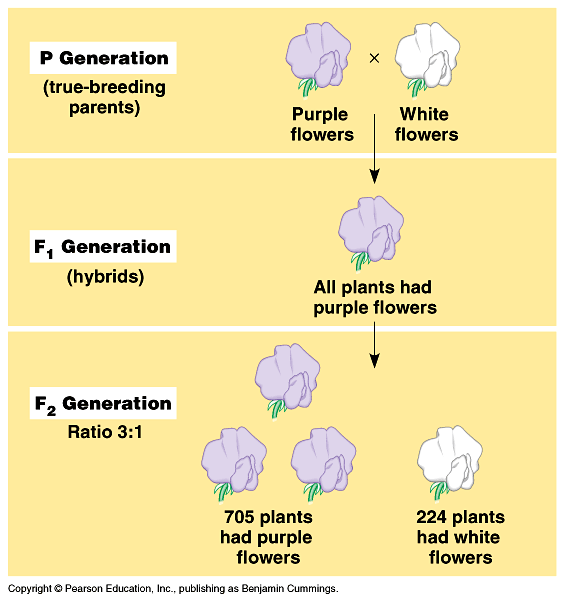 P Generation
(true-breeding
parents)
×
Purple
flowers
White
flowers
F₁ Generation
(hybrids)
All plants had
purple flowers
F₂ Generation
Ratio 3:1
705 plants
had purple
flowers
224 plants
had white
flowers
Copyright © Pearson Education, Inc., publishing as Benjamin Cummings.